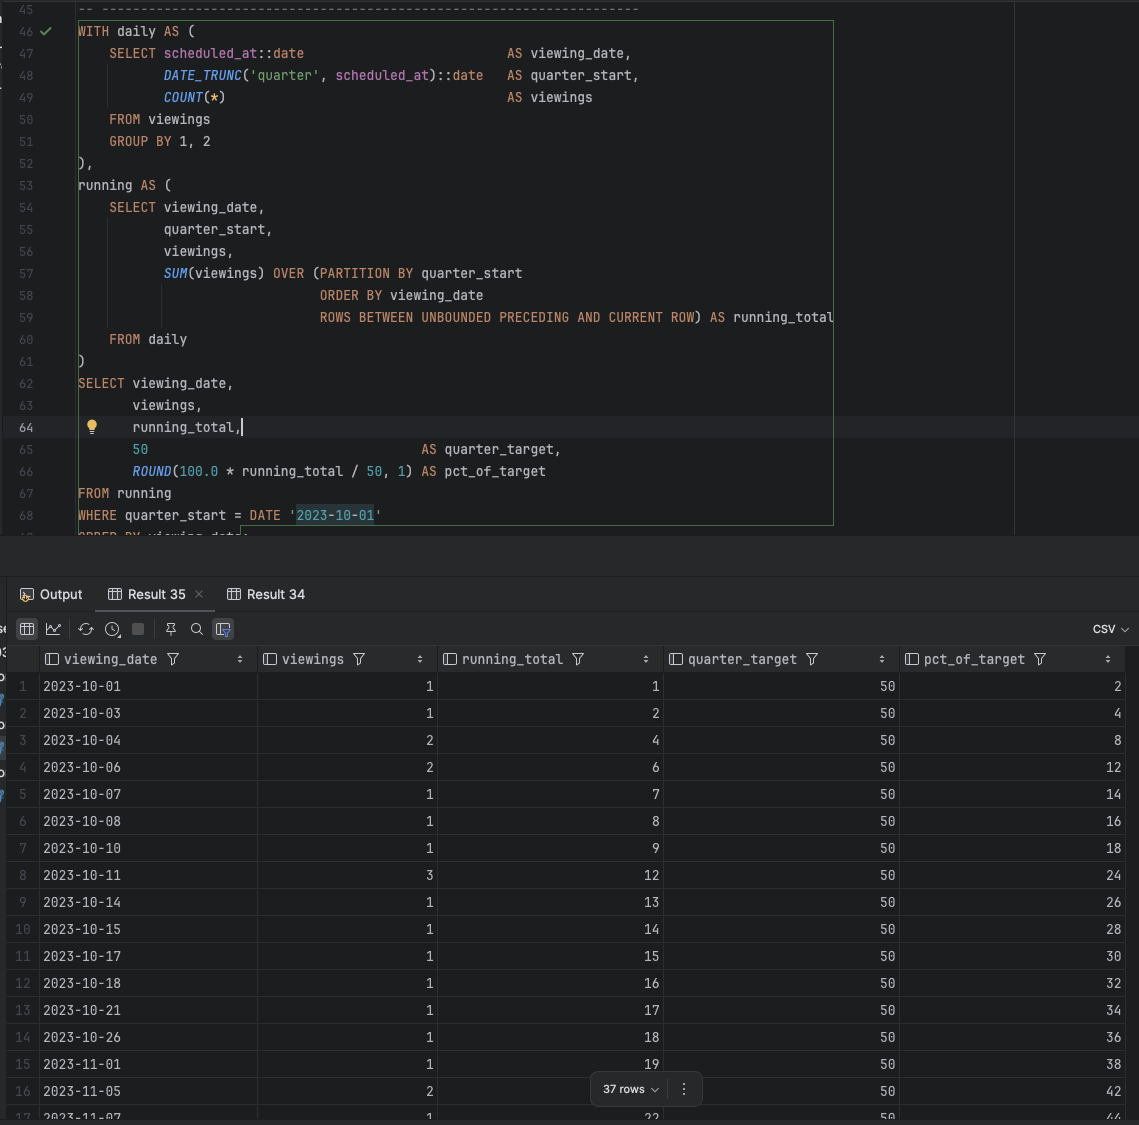 45 -- ---------------------------------------------------------------------
46 WITH daily AS (
47 SELECT scheduled_at::date AS viewing_date,
48 DATE_TRUNC('quarter', scheduled_at)::date AS quarter_start,
49 COUNT(*) AS viewings
50 FROM viewings
51 GROUP BY 1, 2
52 ),
53 running AS (
54 SELECT viewing_date,
55 quarter_start,
56 viewings,
57 SUM(viewings) OVER (PARTITION BY quarter_start
58 ORDER BY viewing_date
59 ROWS BETWEEN UNBOUNDED PRECEDING AND CURRENT ROW) AS running_total
60 FROM daily
61 )
62 SELECT viewing_date,
63 viewings,
64 running_total,
65 50 AS quarter_target,
66 ROUND(100.0 * running_total / 50, 1) AS pct_of_target
67 FROM running
68 WHERE quarter_start = DATE '2023-10-01'
ORDER BY viewing_date;
Output Result 35 Result 34
CSV
viewing_date viewings running_total quarter_target pct_of_target
1 2023-10-01 1 1 50 2
2 2023-10-03 1 2 50 4
3 2023-10-04 2 4 50 8
4 2023-10-06 2 6 50 12
5 2023-10-07 1 7 50 14
6 2023-10-08 1 8 50 16
7 2023-10-10 1 9 50 18
8 2023-10-11 3 12 50 24
9 2023-10-14 1 13 50 26
10 2023-10-15 1 14 50 28
11 2023-10-17 1 15 50 30
12 2023-10-18 1 16 50 32
13 2023-10-21 1 17 50 34
14 2023-10-26 1 18 50 36
15 2023-11-01 1 19 50 38
37 rows
16 2023-11-05 2 50 42
17 2023-11-07 1 22 50 44